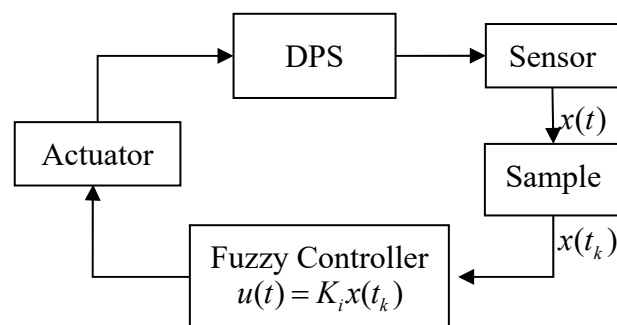 DPS
Sensor
x(t)
Actuator
Sample
x(t_k)
Fuzzy Controller
u(t) = K_i x(t_k)